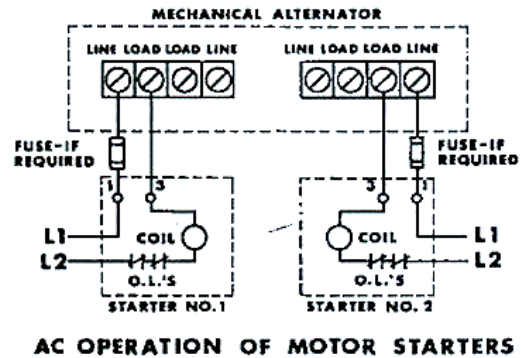 MECHANICAL ALTERNATOR
LINE LOAD LOAD LINE
LINE LOAD LOAD LINE
FUSE-IF
REQUIRED
FUSE-IF
REQUIRED
1 3
3 1
L1
COIL
L2
O.L.'S
STARTER NO.1
COIL
L1
L2
O.L.'S
STARTER NO. 2
AC OPERATION OF MOTOR STARTERS